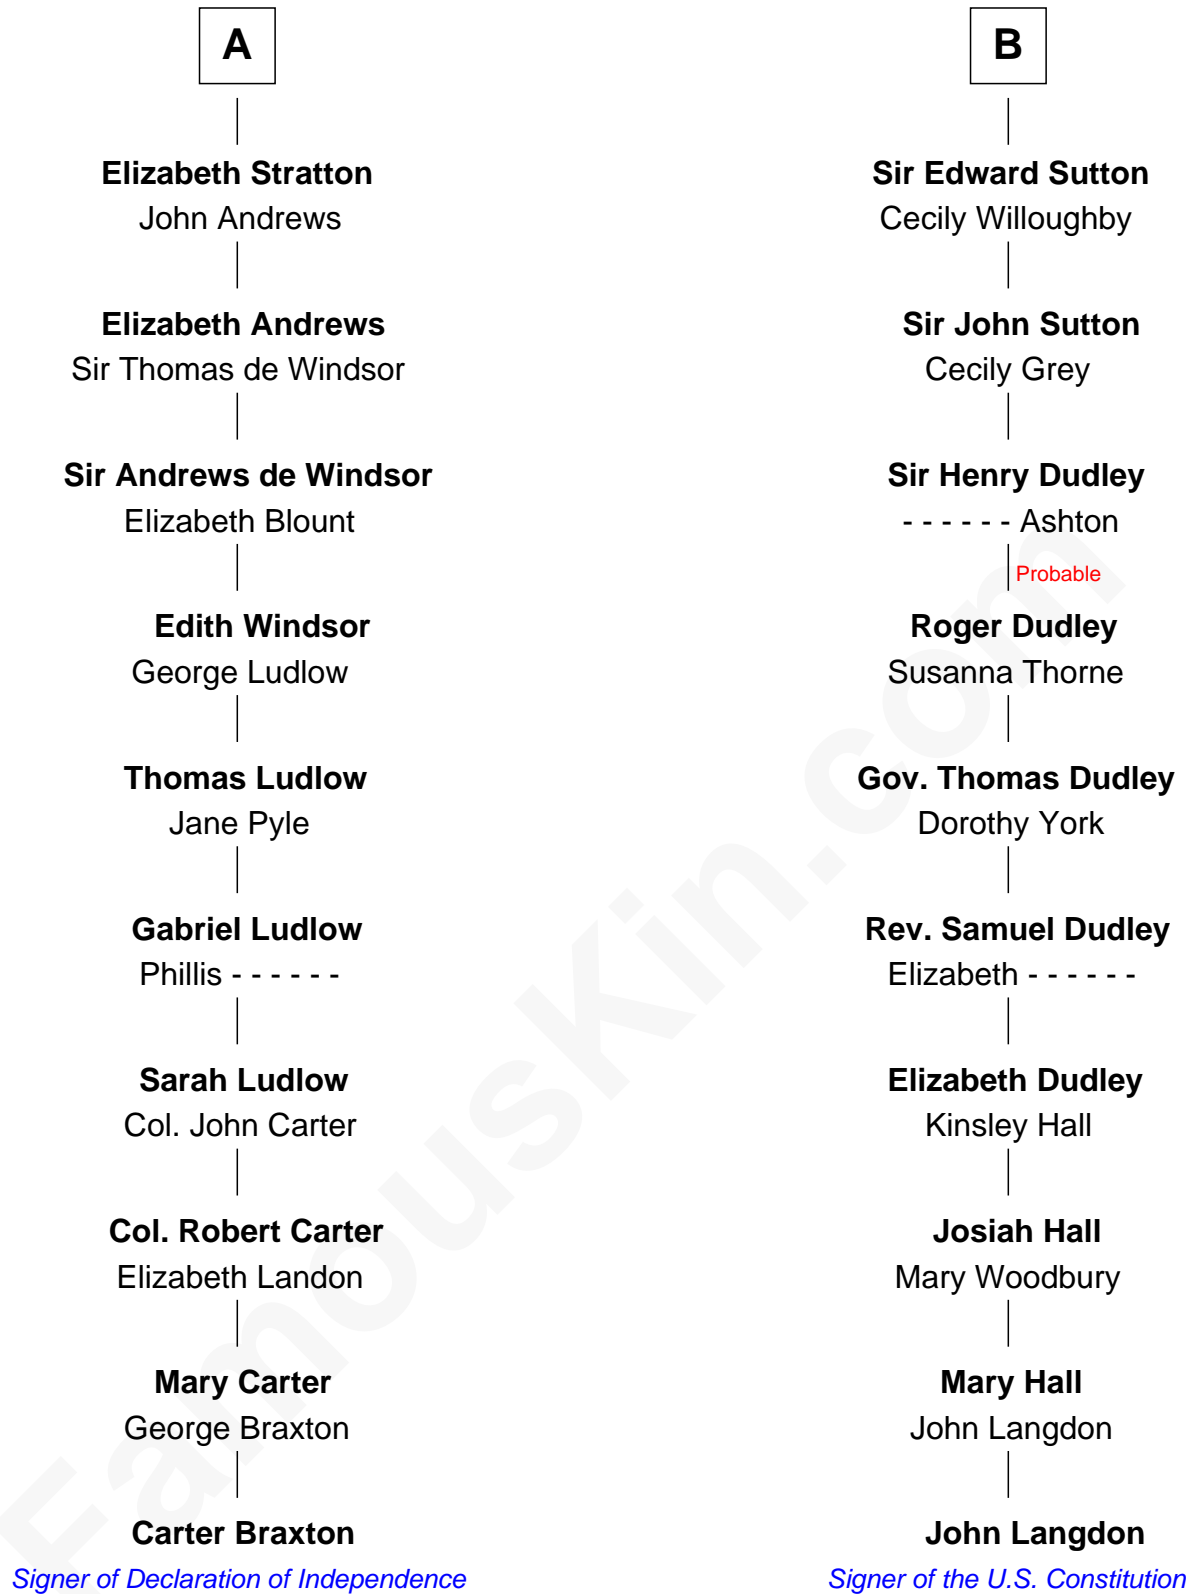 A
Elizabeth Stratton
John Andrews
Elizabeth Andrews
Sir Thomas de Windsor
Sir Andrews de Windsor
Elizabeth Blount
Edith Windsor
George Ludlow
Thomas Ludlow
Jane Pyle
Gabriel Ludlow
Phillis - - - - - -
Sarah Ludlow
Col. John Carter
Col. Robert Carter
Elizabeth Landon
Mary Carter
George Braxton
Carter Braxton
Signer of Declaration of Independence
B
Sir Edward Sutton
Cecily Willoughby
Sir John Sutton
Cecily Grey
Sir Henry Dudley
- - - - - - Ashton
Probable
Roger Dudley
Susanna Thorne
Gov. Thomas Dudley
Dorothy York
Rev. Samuel Dudley
Elizabeth - - - - - -
Elizabeth Dudley
Kinsley Hall
Josiah Hall
Mary Woodbury
Mary Hall
John Langdon
John Langdon
Signer of the U.S. Constitution
FamousKin.com